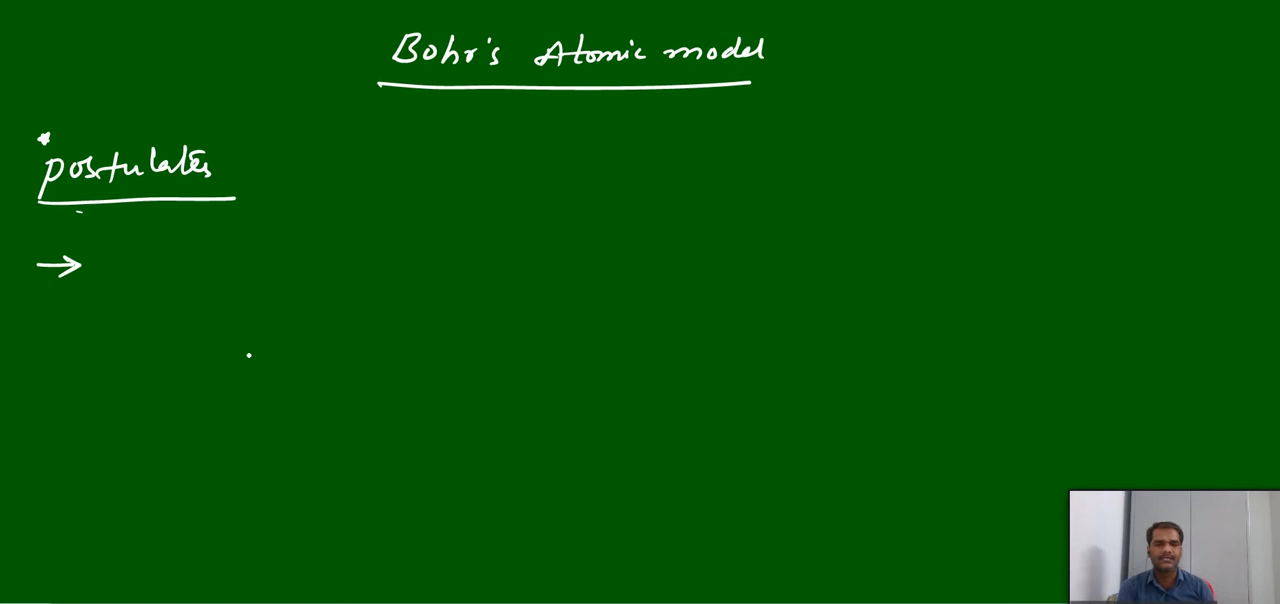 Bohr's Atomic model
* postulates
→